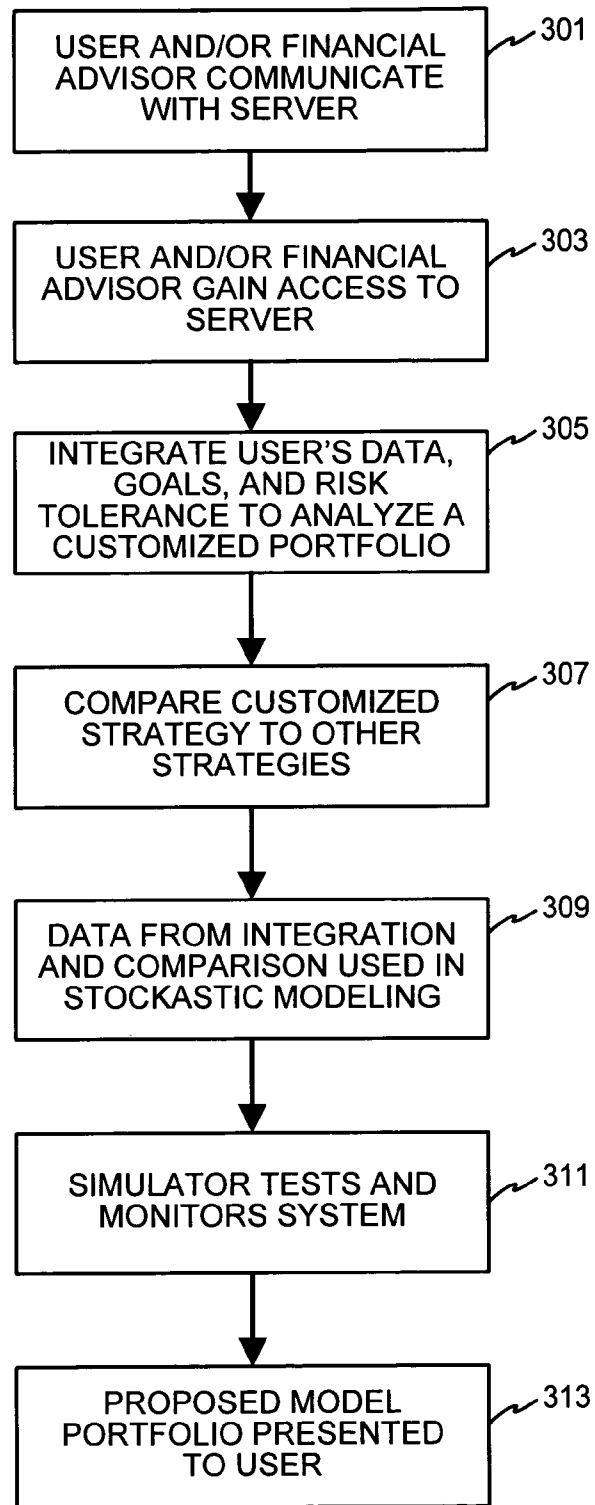 USER AND/OR FINANCIAL
ADVISOR COMMUNICATE
WITH SERVER
301
USER AND/OR FINANCIAL
ADVISOR GAIN ACCESS TO
SERVER
303
INTEGRATE USER'S DATA,
GOALS, AND RISK
TOLERANCE TO ANALYZE A
CUSTOMIZED PORTFOLIO
305
COMPARE CUSTOMIZED
STRATEGY TO OTHER
STRATEGIES
307
DATA FROM INTEGRATION
AND COMPARISON USED IN
STOCKASTIC MODELING
309
SIMULATOR TESTS AND
MONITORS SYSTEM
311
PROPOSED MODEL
PORTFOLIO PRESENTED
TO USER
313